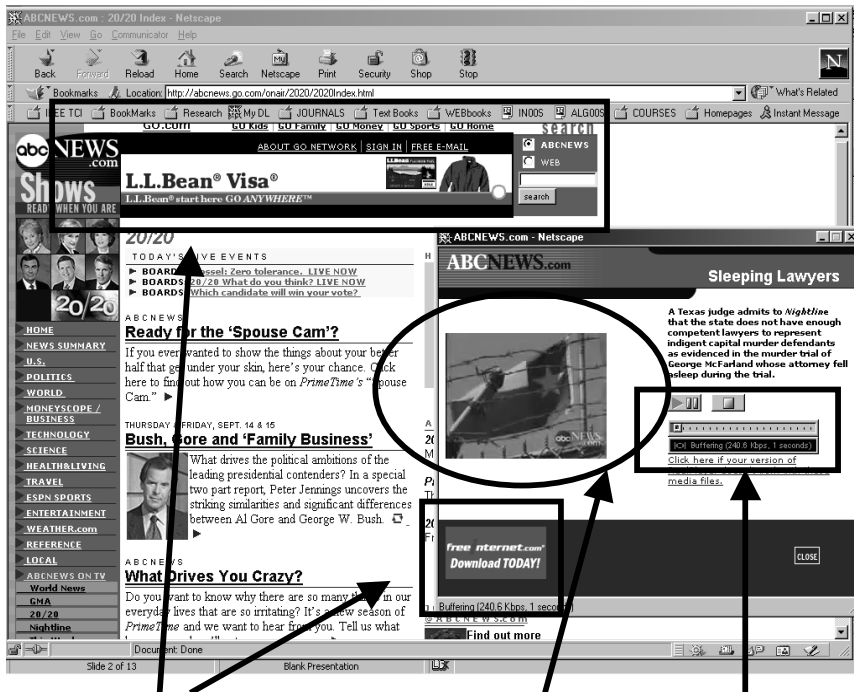 ABCNEWS.com : 20/20 Index - Netscape
File Edit View Go Communicator Help
Back Forward Reload Home Search Netscape Print Security Shop Stop
N
Bookmarks Location: http://abcnews.go.com/onair/2020/2020Index.html What's Related
IEEE TCI BookMarks Research My DL JOURNALS Text Books WEBbooks IN00S ALG00S COURSES Homepages Instant Message
GO.com GO Kids GO Family GO Money GO Sports GO Home
search
abc NEWS
.com
ABOUT GO NETWORK | SIGN IN | FREE E-MAIL
ABCNEWS
WEB
search
L.L.Bean® Visa®
L.L.Bean® start here GO ANYWHERE™
Shows
READ WHEN YOU ARE
20/20
HOME
NEWS SUMMARY
U.S.
POLITICS
WORLD
MONEYSCOPE /
BUSINESS
TECHNOLOGY
SCIENCE
HEALTH&LIVING
TRAVEL
ESPN SPORTS
ENTERTAINMENT
WEATHER.com
REFERENCE
LOCAL
ABCNEWS ON TV
World News
GMA
20/20
Nightline
20/20
TODAY'S LIVE EVENTS
BOARDS Zero tolerance. LIVE NOW
BOARDS 20/20 What do you think? LIVE NOW
BOARDS Which candidate will win your vote?
ABCNEWS
Ready for the 'Spouse Cam'?
If you ever wanted to show the things about your better
half that get under your skin, here's your chance. Click
here to find out how you can be on PrimeTime's "Spouse
Cam."
THURSDAY & FRIDAY, SEPT. 14 & 15
Bush, Gore and 'Family Business'
What drives the political ambitions of the
leading presidential contenders? In a special
two part report, Peter Jennings uncovers the
striking similarities and significant differences
between Al Gore and George W. Bush.
ABCNEWS
What Drives You Crazy?
Do you want to know why there are so many things in our
everyday lives that are so irritating? It's a new season of
PrimeTime and we want to hear from you. Tell us what
ABCNEWS.com - Netscape
ABCNEWS.com
Sleeping Lawyers
A Texas judge admits to Nightline
that the state does not have enough
competent lawyers to represent
indigent capital murder defendants
as evidenced in the murder trial of
George McFarland whose attorney fell
asleep during the trial.
abc NEWS
.com
Buffering (240.6 Kbps, 1 seconds)
Click here if your version of
media files.
freeInternet.com
Download TODAY!
CLOSE
Buffering (240.6 Kbps, 1 seconds)
ABCNEWS.com
Find out more
Document: Done
Slide 2 of 13 Blank Presentation